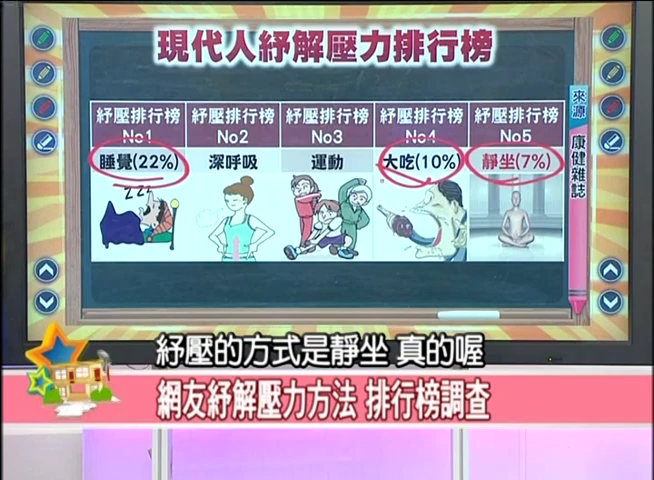 現代人紓解壓力排行榜
紓壓排行榜 紓壓排行榜 紓壓排行榜 紓壓排行榜 紓壓排行榜
No1 No2 No3 No4 No5
睡覺(22%) 深呼吸 運動 大吃(10%) 靜坐(7%)
ZZZ
來源 康健雜誌
紓壓的方式是靜坐 真的喔
網友紓解壓力方法 排行榜調查